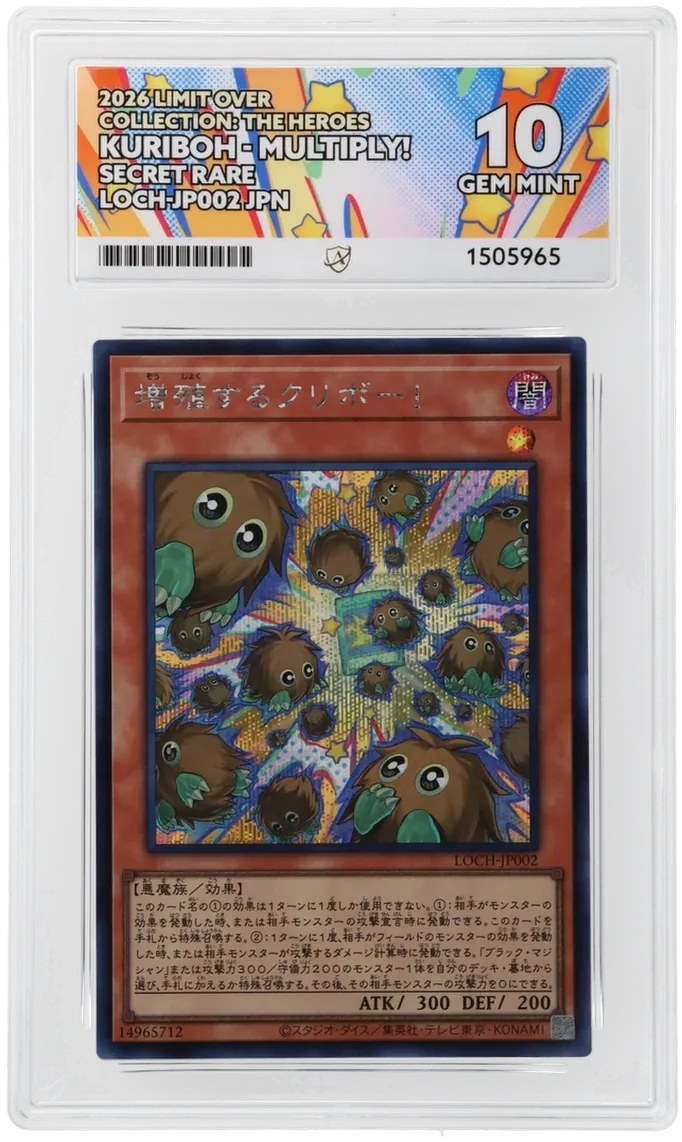 2026 LIMIT OVER
COLLECTION: THE HEROES
KURIBOH - MULTIPLY!
SECRET RARE
LOCH-JP002 JPN
10
GEM MINT
1505965
増殖するクリボー!
闇
LOCH-JP002
【悪魔族/効果】
このカード名の①の効果は1ターンに1度しか使用できない。①:相手がモンスターの
効果を発動した時、または相手モンスターの攻撃宣言時に発動できる。このカードを
手札から特殊召喚する。②:1ターンに1度、相手がフィールドのモンスターの効果を発動
した時、または相手モンスターが攻撃するダメージ計算時に発動できる。「ブラック・マジ
シャン」または攻撃力300/守備力200のモンスター1体を自分のデッキ・墓地から
選び、手札に加えるか特殊召喚する。その後、その相手モンスターの攻撃力を0にできる。
ATK/ 300 DEF/ 200
14965712
©スタジオ・ダイス/集英社・テレビ東京・KONAMI